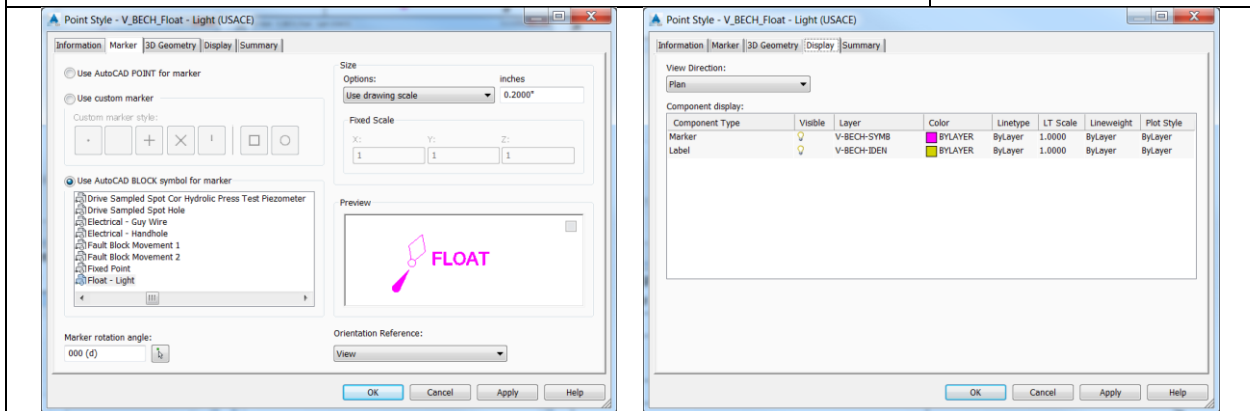 Point Style - V_BECH_Float - Light (USACE)
Information Marker 3D Geometry Display Summary
Use AutoCAD POINT for marker
Use custom marker
Custom marker style:
Use AutoCAD BLOCK symbol for marker
Drive Sampled Spot Cor Hydrolic Press Test Piezometer
Drive Sampled Spot Hole
Electrical - Guy Wire
Electrical - Handhole
Fault Block Movement 1
Fault Block Movement 2
Fixed Point
Float - Light
Marker rotation angle:
000 (d)
Size
Options: inches
Use drawing scale 0.2000"
Fixed Scale
X: Y: Z:
1 1 1
Preview
FLOAT
Orientation Reference:
View
OK Cancel Apply Help
Point Style - V_BECH_Float - Light (USACE)
Information Marker 3D Geometry Display Summary
View Direction:
Plan
Component display:
Component Type Visible Layer Color Linetype LT Scale Lineweight Plot Style
Marker V-BECH-SYMB BYLAYER ByLayer 1.0000 ByLayer ByLayer
Label V-BECH-IDEN BYLAYER ByLayer 1.0000 ByLayer ByLayer
OK Cancel Apply Help